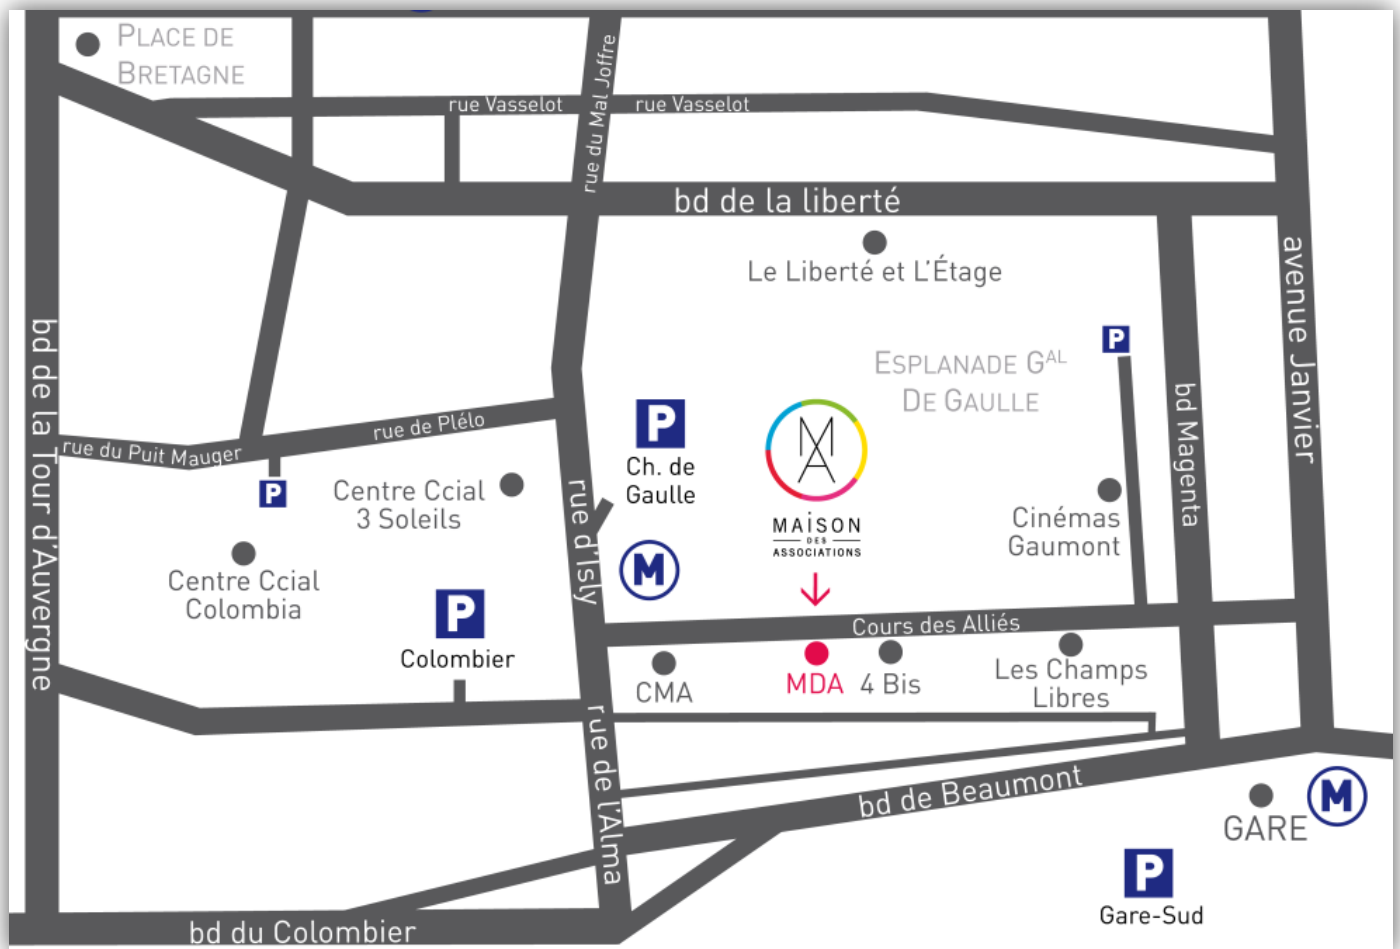 PLACE DE
BRETAGNE
rue Vasselot
rue Vasselot
rue du Mal Joffre
bd de la liberté
Le Liberté et L'Étage
avenue Janvier
bd de la Tour d'Auvergne
P
ESPLANADE GAL
DE GAULLE
bd Magenta
rue de Plélo
rue du Puit Mauger
P
Ch. de
Gaulle
MA
MAiSON
DES
ASSOCIATIONS
P
Centre Ccial
3 Soleils
rue d'Isly
Cinémas
Gaumont
Centre Ccial
Colombia
M
P
Colombier
Cours des Alliés
CMA
MDA
4 Bis
Les Champs
Libres
rue de l'Alma
bd de Beaumont
GARE
M
P
Gare-Sud
bd du Colombier